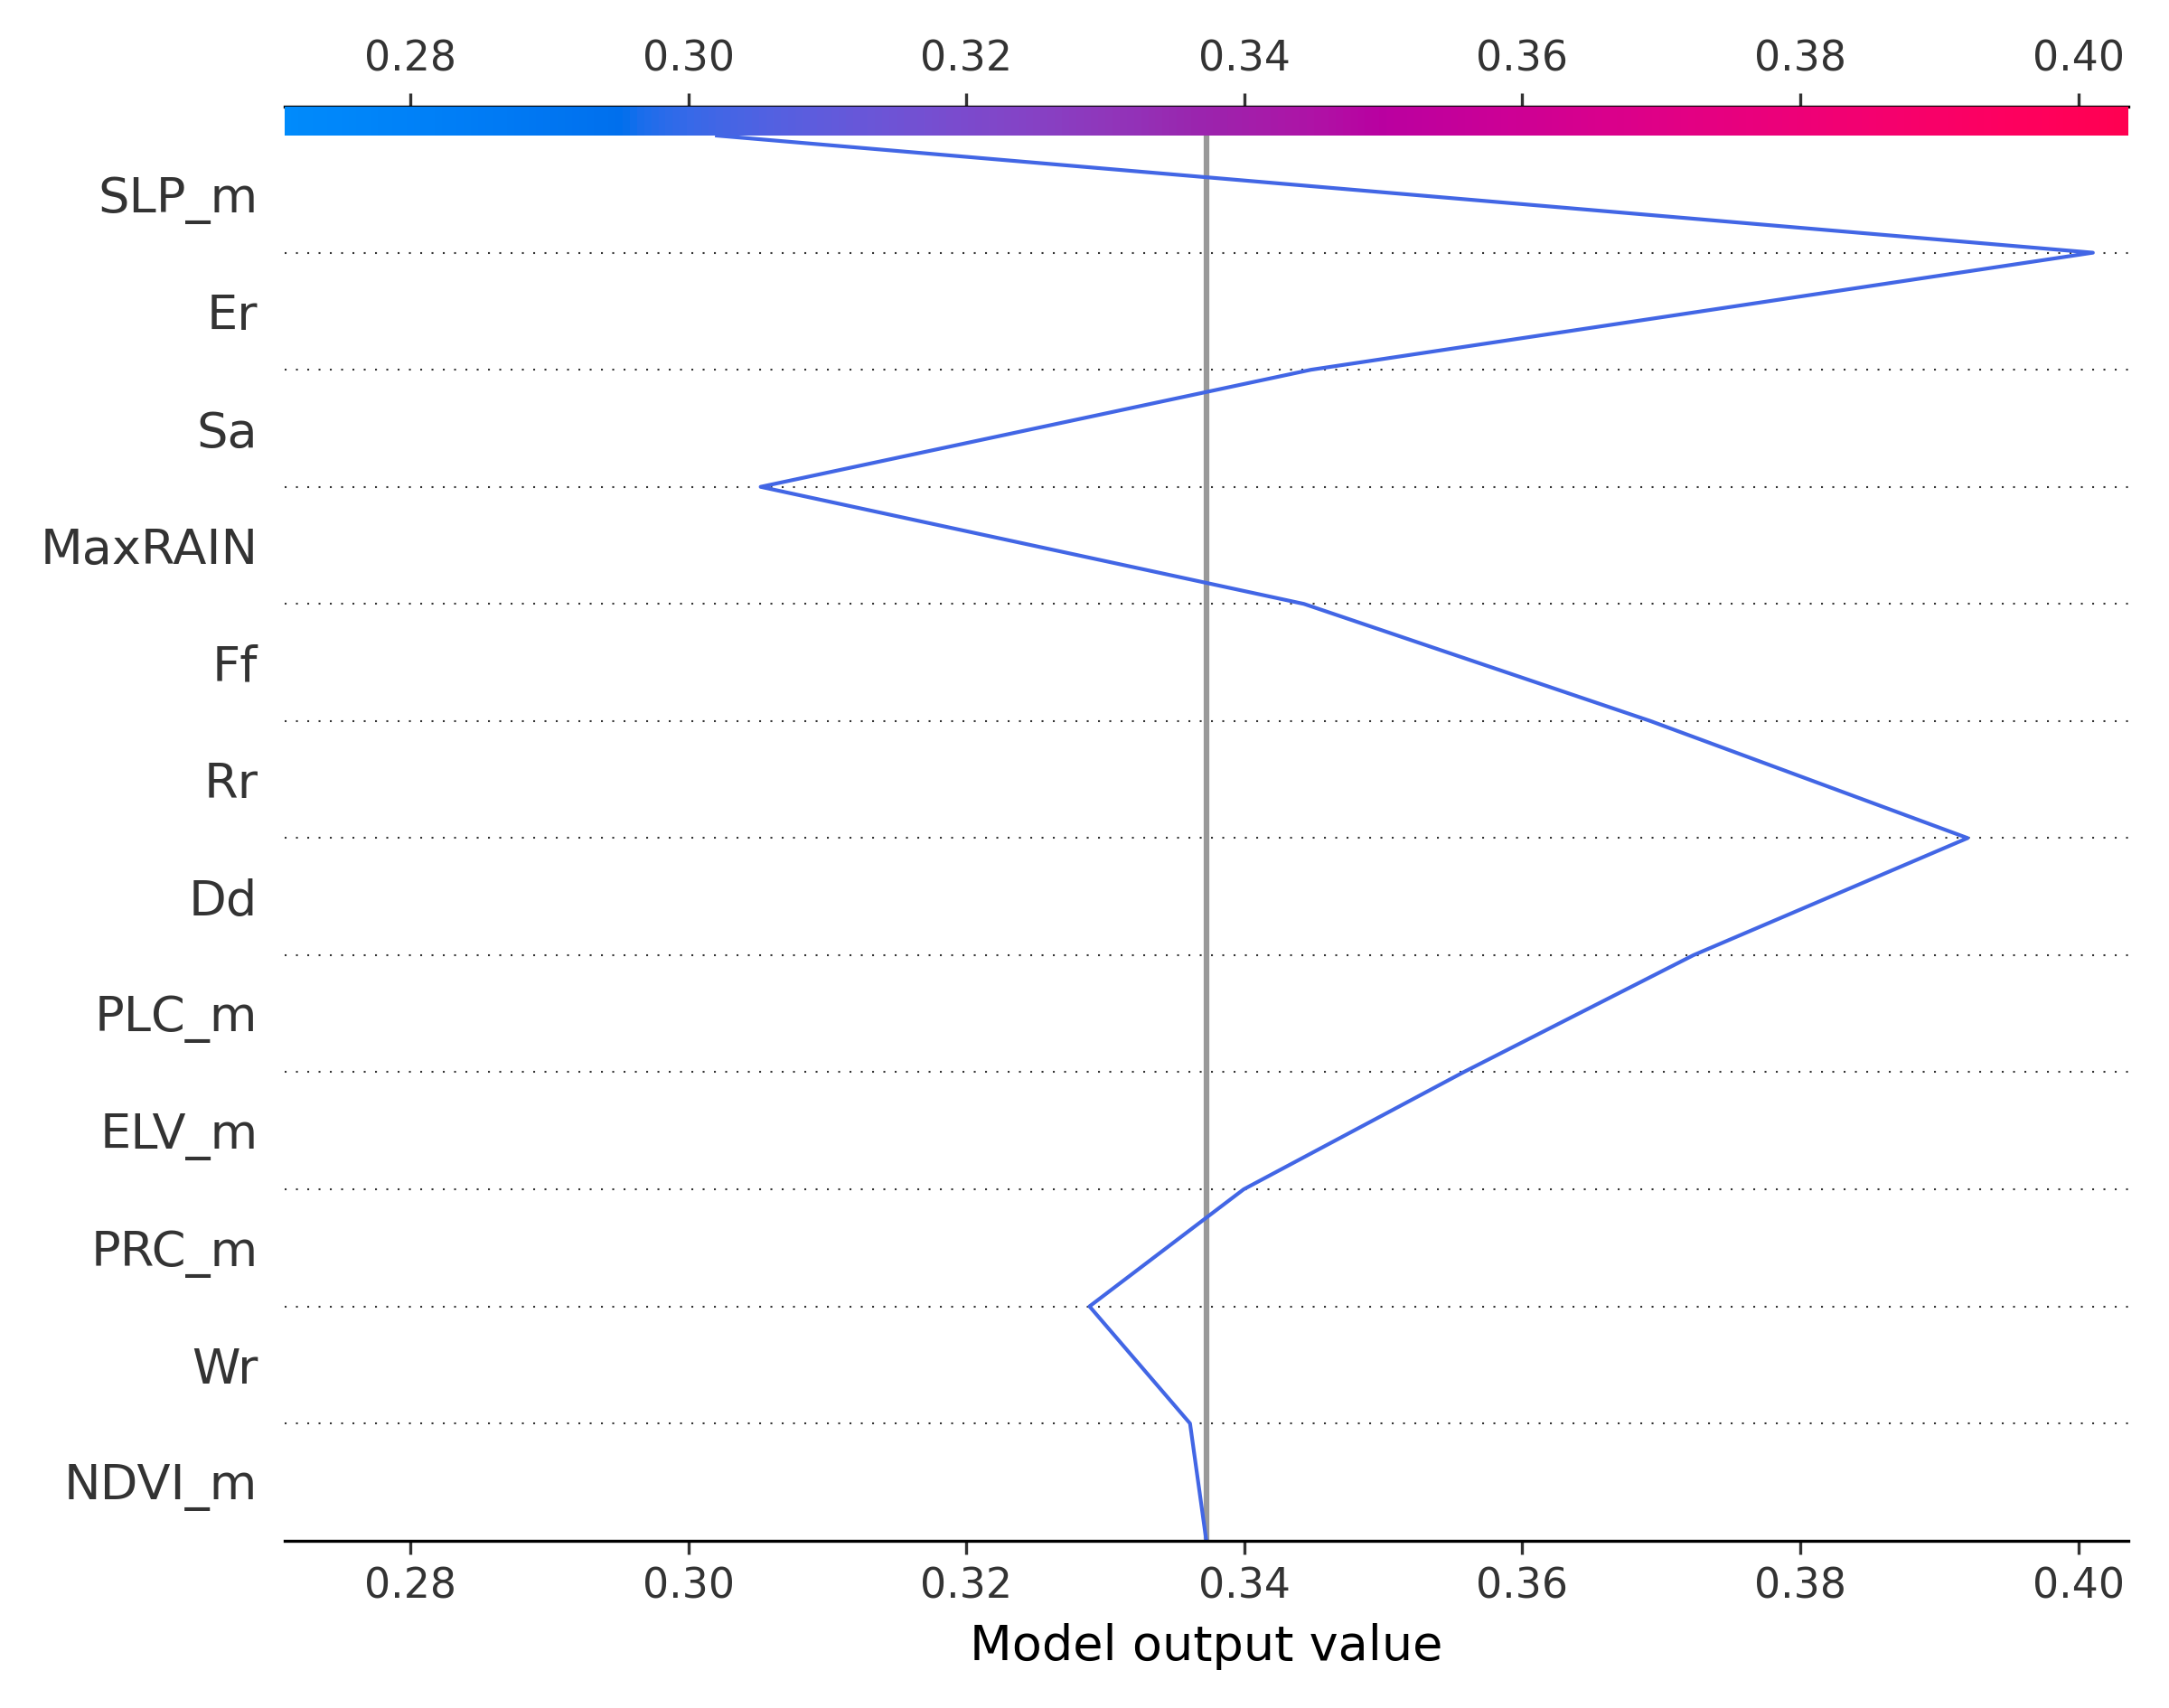 0.28 0.30 0.32 0.34 0.36 0.38 0.40
SLP_m
Er
Sa
MaxRAIN
Ff
Rr
Dd
PLC_m
ELV_m
PRC_m
Wr
NDVI_m
0.28 0.30 0.32 0.34 0.36 0.38 0.40
Model output value